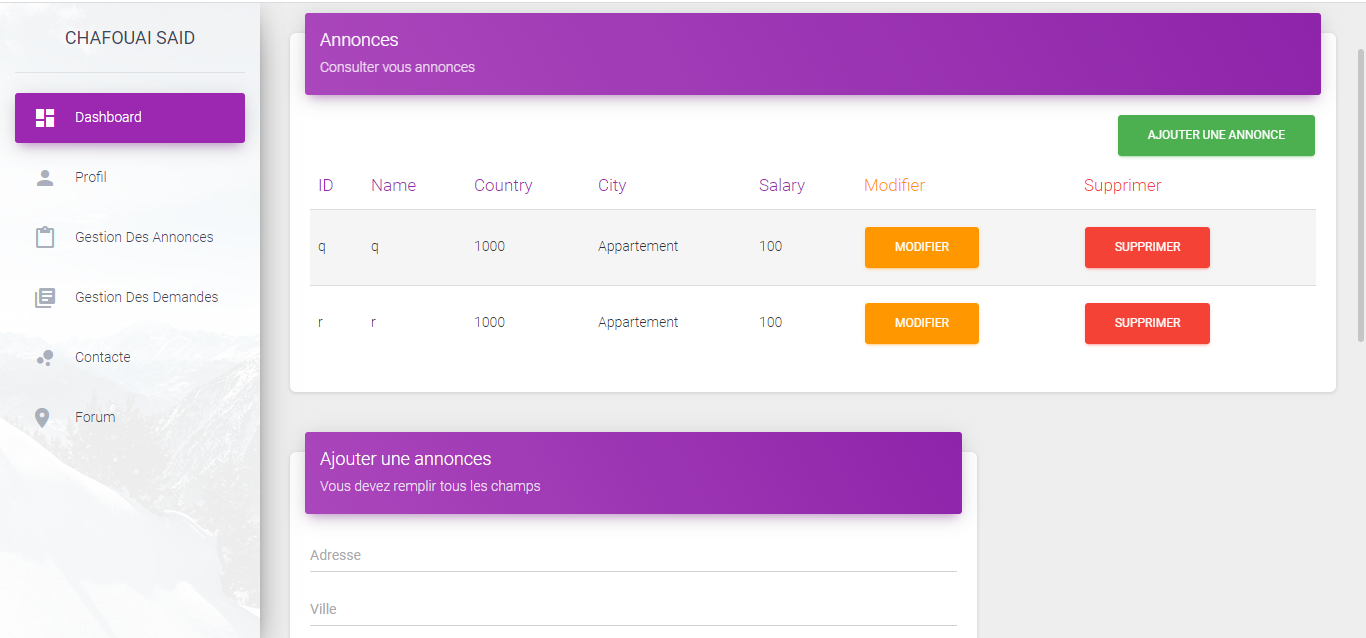 CHAFOUAI SAID
Dashboard
Profil
Gestion Des Annonces
Gestion Des Demandes
Contacte
Forum
Annonces
Consulter vous annonces
AJOUTER UNE ANNONCE
ID Name Country City Salary Modifier Supprimer
q q 1000 Appartement 100 MODIFIER SUPPRIMER
r r 1000 Appartement 100 MODIFIER SUPPRIMER
Ajouter une annonces
Vous devez remplir tous les champs
Adresse
Ville